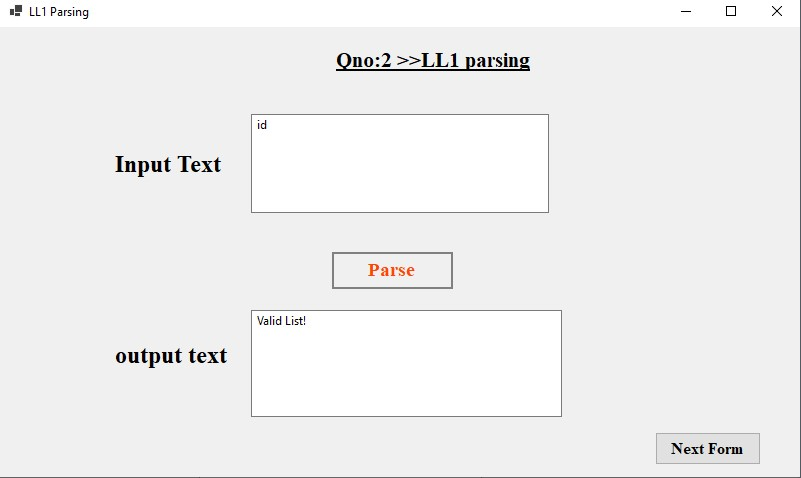 LL1 Parsing
Qno:2 >>LL1 parsing
id
Input Text
Parse
Valid List!
output text
Next Form